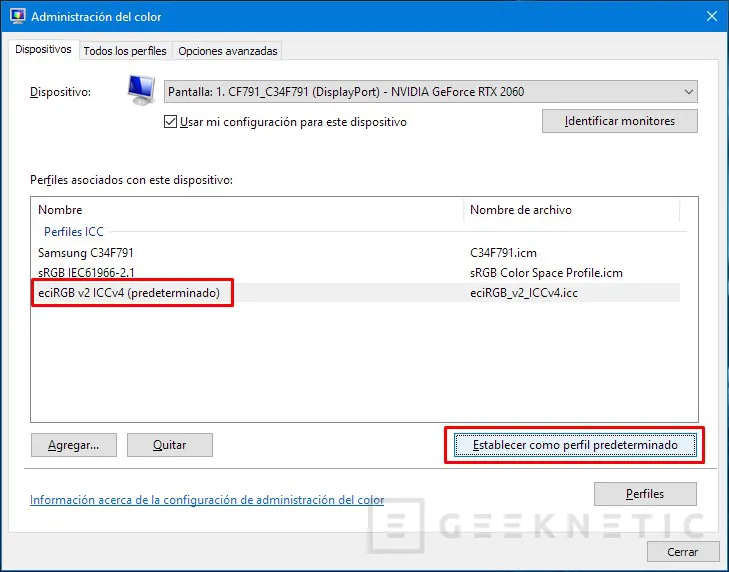 Administración del color
Dispositivos Todos los perfiles Opciones avanzadas
Dispositivo: Pantalla: 1. CF791_C34F791 (DisplayPort) - NVIDIA GeForce RTX 2060
Usar mi configuración para este dispositivo Identificar monitores
Perfiles asociados con este dispositivo:
Nombre Nombre de archivo
Perfiles ICC
Samsung C34F791 C34F791.icm
sRGB IEC61966-2.1 sRGB Color Space Profile.icm
eciRGB v2 ICCv4 (predeterminado) eciRGB_v2_ICCv4.icc
Agregar... Quitar Establecer como perfil predeterminado
Información acerca de la configuración de administración del color Perfiles
GEEKNETIC
Cerrar